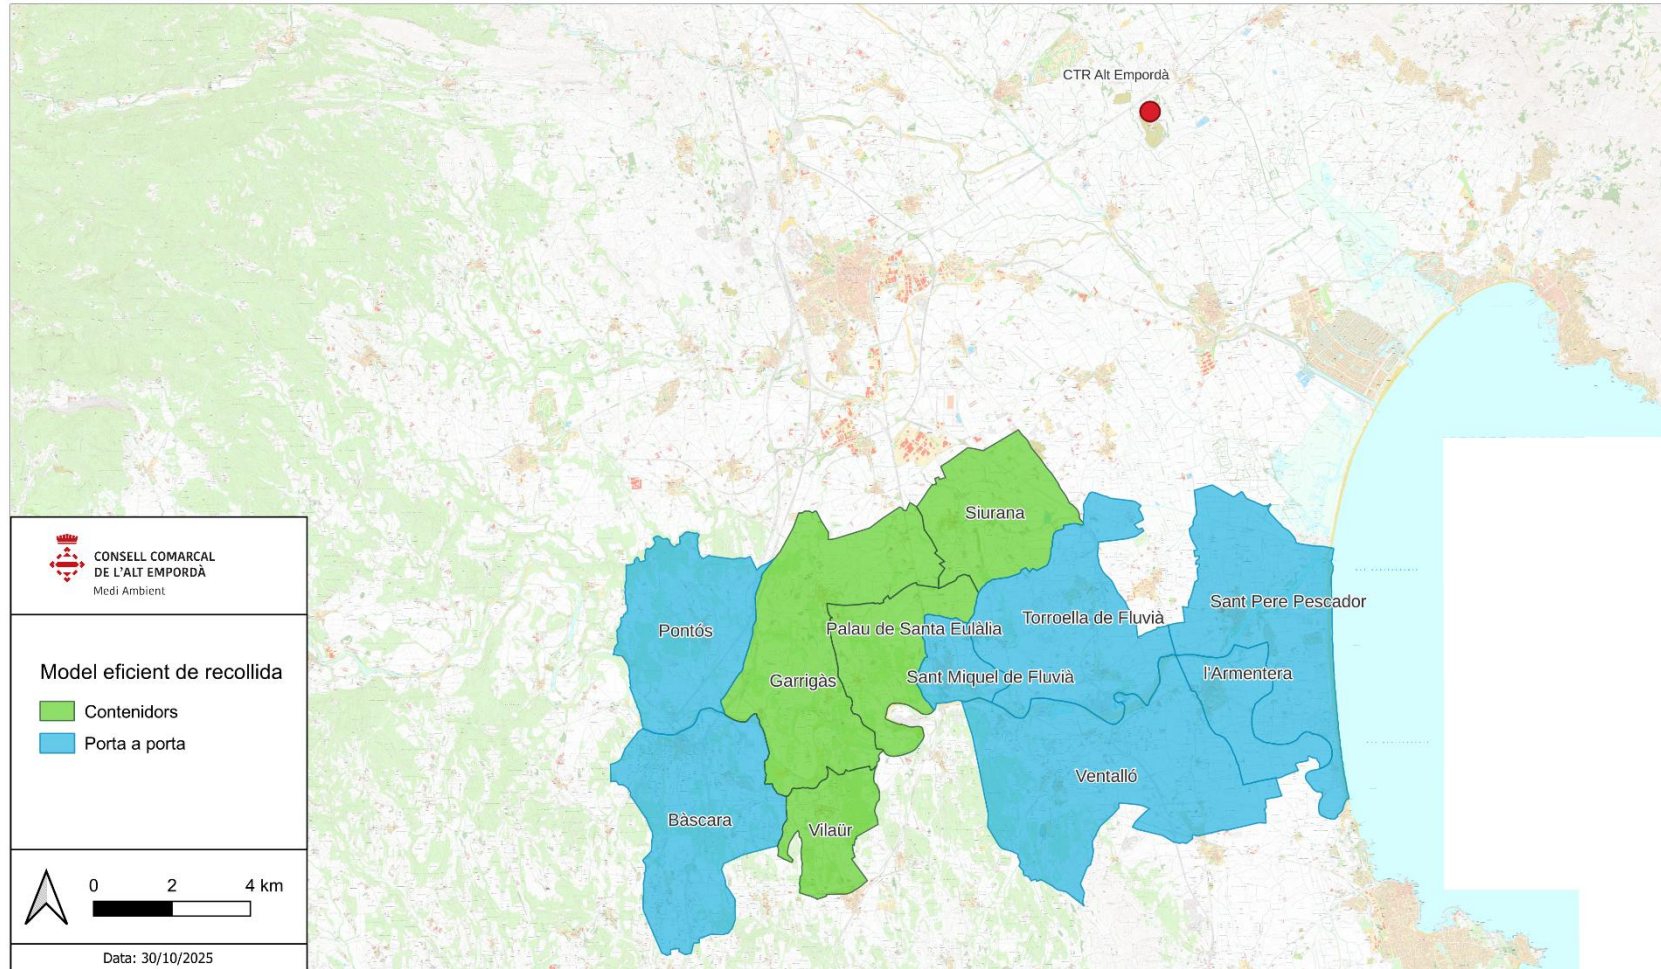 CTR Alt Empordà
Siurana
Sant Pere Pescador
Torroella de Fluvià
Palau de Santa Eulàlia
Pontós
l'Armentera
Sant Miquel de Fluvià
Garrigàs
Ventalló
Bàscara
Vilaür
CONSELL COMARCAL
DE L'ALT EMPORDÀ
Medi Ambient
Model eficient de recollida
Contenidors
Porta a porta
0 2 4 km
Data: 30/10/2025